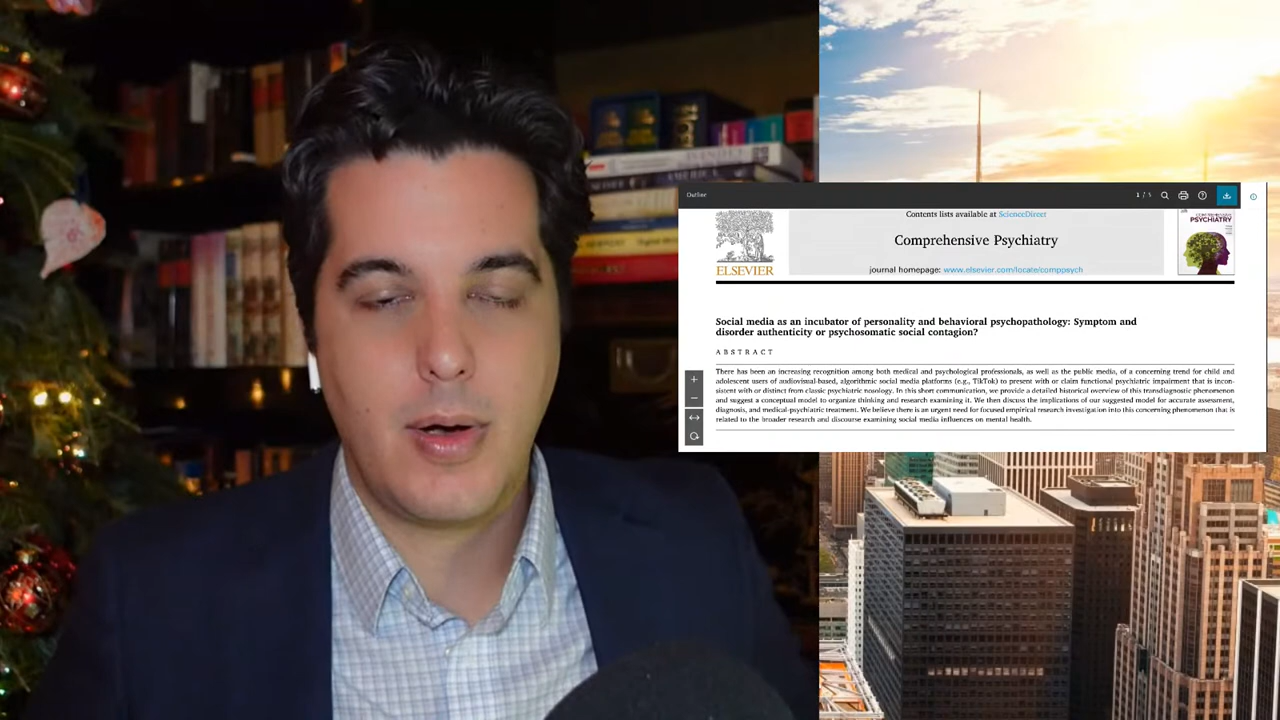 Outline
1 / 5
Contents lists available at ScienceDirect
Comprehensive Psychiatry
journal homepage: www.elsevier.com/locate/comppsych
ELSEVIER
COMPREHENSIVE
PSYCHIATRY
Social media as an incubator of personality and behavioral psychopathology: Symptom and
disorder authenticity or psychosomatic social contagion?
ABSTRACT
There has been an increasing recognition among both medical and psychological professionals, as well as the public media, of a concerning trend for child and
adolescent users of audiovisual-based, algorithmic social media platforms (e.g., TikTok) to present with or claim functional psychiatric impairment that is incon-
sistent with or distinct from classic psychiatric nosology. In this short communication, we provide a detailed historical overview of this transdiagnostic phenomenon
and suggest a conceptual model to organize thinking and research examining it. We then discuss the implications of our suggested model for accurate assessment,
diagnosis, and medical-psychiatric treatment. We believe there is an urgent need for focused empirical research investigation into this concerning phenomenon that is
related to the broader research and discourse examining social media influences on mental health.